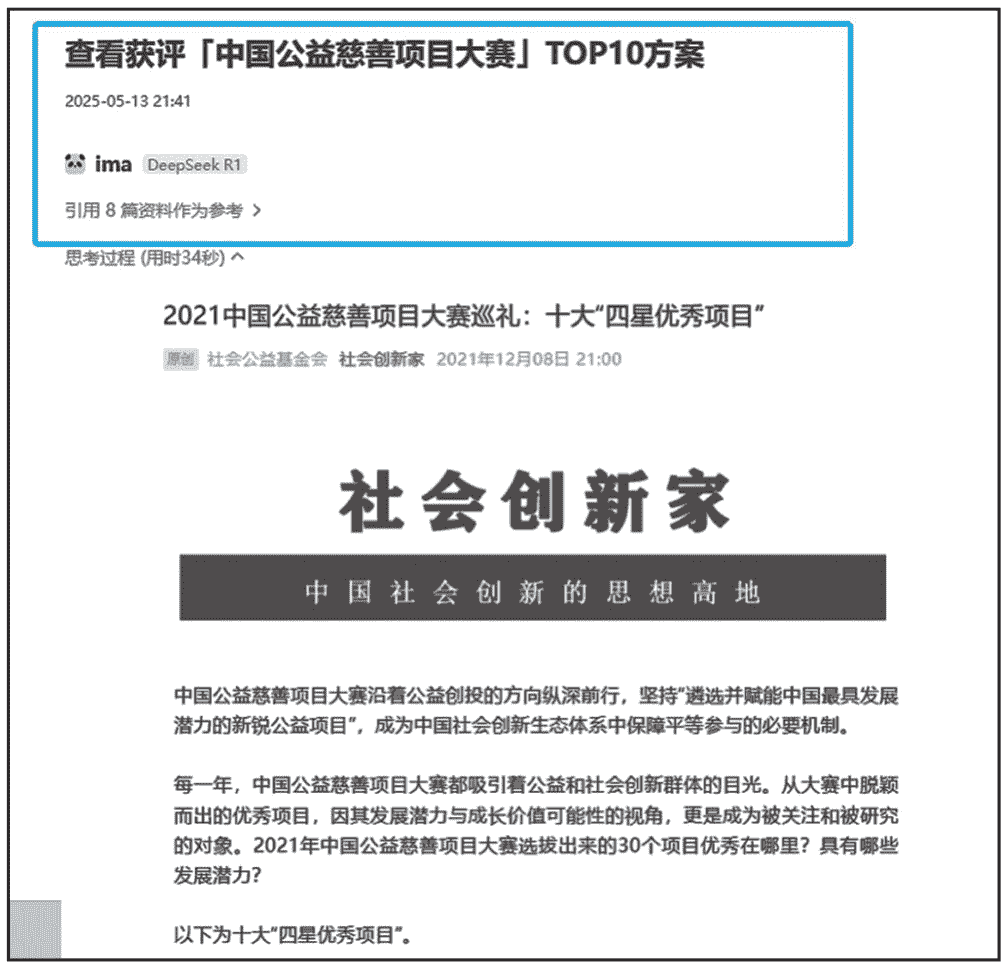 查看获评「中国公益慈善项目大赛」TOP10方案
2025-05-13 21:41
ima DeepSeek R1
引用 8 篇资料作为参考 >
思考过程 (用时34秒) ^
2021中国公益慈善项目大赛巡礼：十大“四星优秀项目”
原创 社会公益基金会 社会创新家 2021年12月08日 21:00
社会创新家
中国社会创新的思想高地
中国公益慈善项目大赛沿着公益创投的方向纵深前行，坚持“遴选并赋能中国最具发展
潜力的新锐公益项目”，成为中国社会创新生态体系中保障平等参与的必要机制。
每一年，中国公益慈善项目大赛都吸引着公益和社会创新群体的目光。从大赛中脱颖
而出的优秀项目，因其发展潜力与成长价值可能性的视角，更是成为被关注和被研究
的对象。2021年中国公益慈善项目大赛选拔出来的30个项目优秀在哪里？具有哪些
发展潜力？
以下为十大“四星优秀项目”。